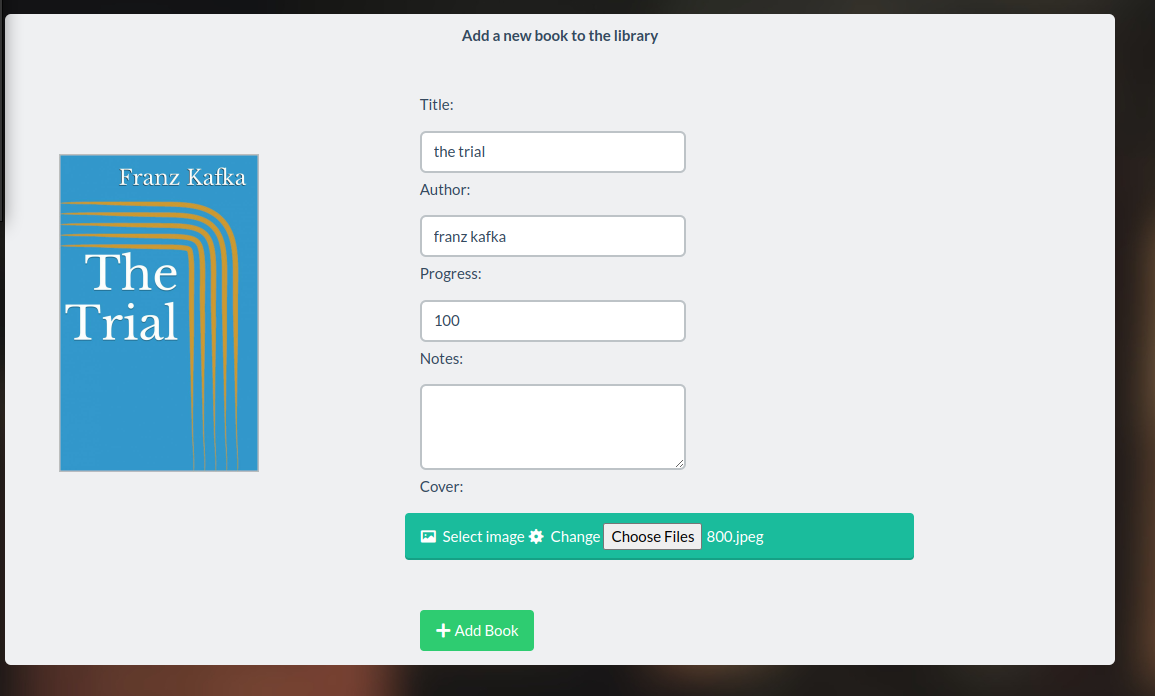 Add a new book to the library
Title:
the trial
Author:
franz kafka
Progress:
100
Notes:
Cover:
Select image Change Choose Files 800.jpeg
Add Book
Franz Kafka
The
Trial